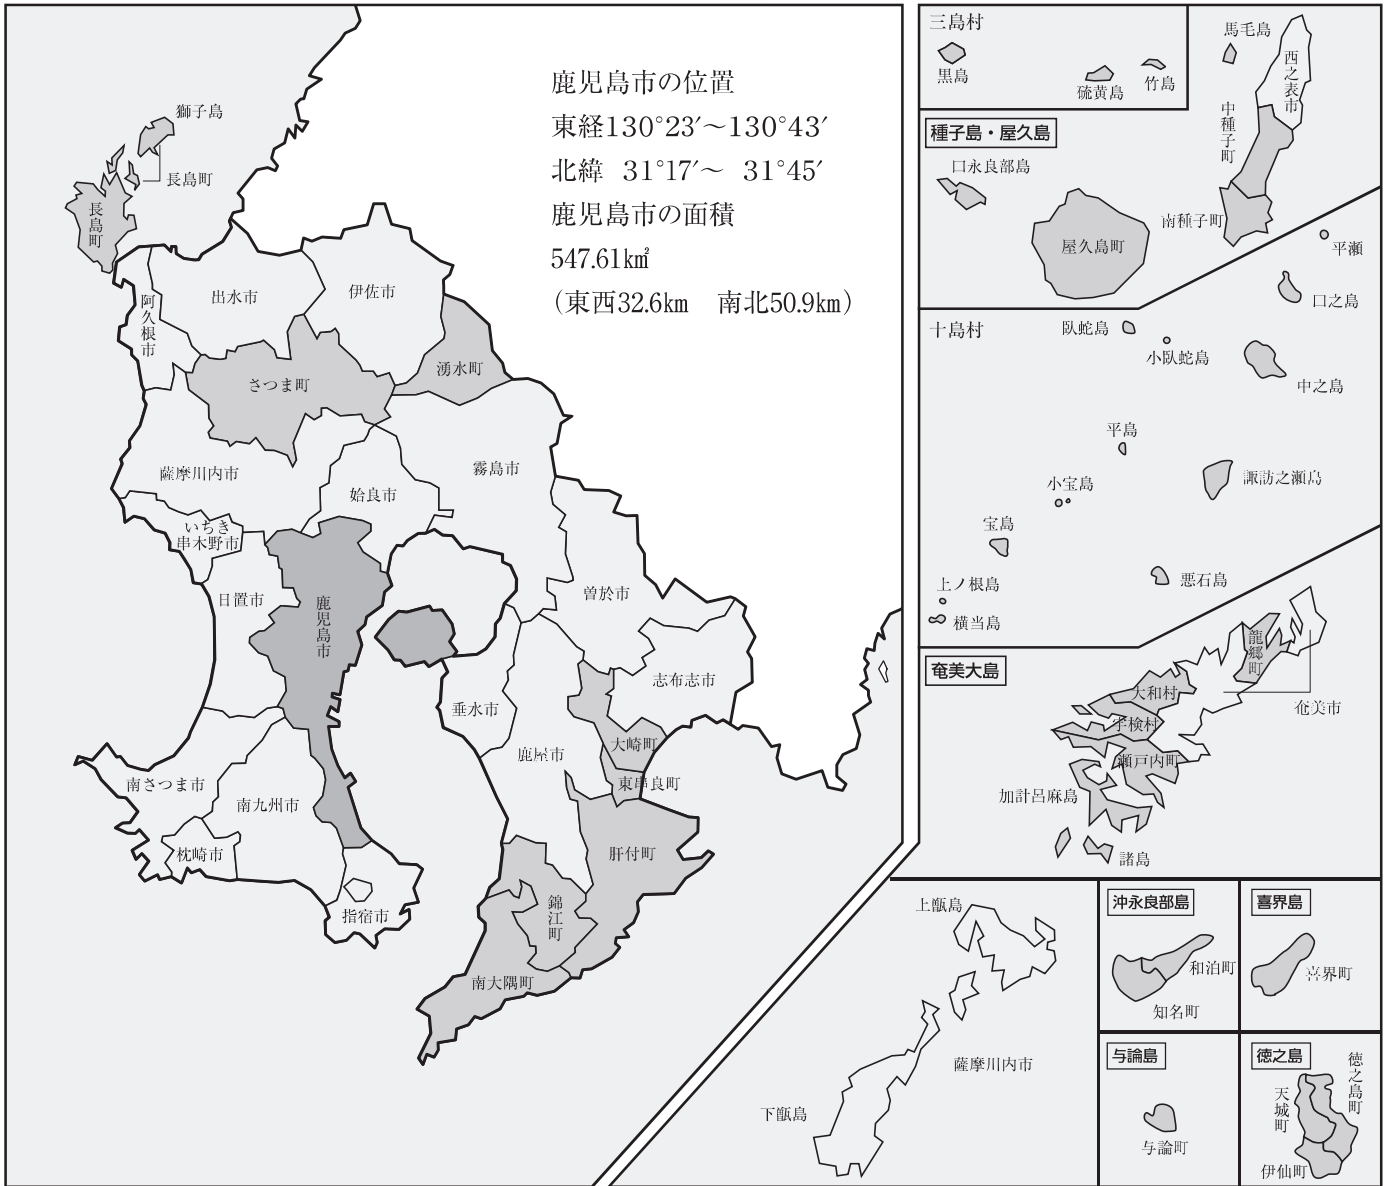 鹿児島市の位置
東経130°23′～130°43′
北緯 31°17′～ 31°45′
鹿児島市の面積
547.61㎢
(東西32.6km 南北50.9km)
獅子島
長島町
長島町
阿久根市
出水市
伊佐市
さつま町
湧水町
薩摩川内市
姶良市
霧島市
いちき
串木野市
日置市
鹿児島市
曽於市
志布志市
垂水市
鹿屋市
大崎町
東串良町
肝付町
錦江町
南大隅町
南さつま市
南九州市
枕崎市
指宿市
三島村
黒島
硫黄島
竹島
馬毛島
西之表市
中種子町
南種子町
種子島・屋久島
口永良部島
屋久島町
十島村
平瀬
口之島
臥蛇島
小臥蛇島
中之島
平島
諏訪之瀬島
小宝島
宝島
悪石島
上ノ根島
横当島
奄美大島
龍郷町
大和村
宇検村
瀬戸内町
奄美市
加計呂麻島
諸島
上甑島
薩摩川内市
下甑島
沖永良部島
和泊町
知名町
喜界島
喜界町
与論島
与論町
徳之島
徳之島町
天城町
伊仙町